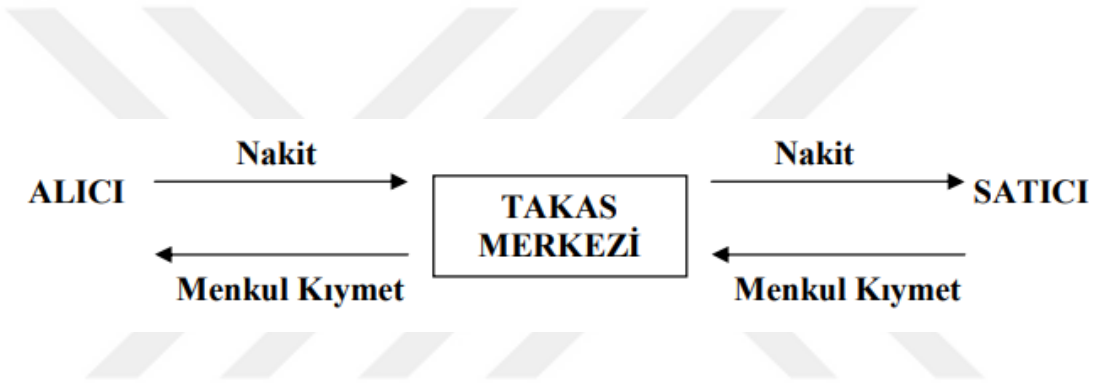 Nakit
Nakit
ALICI
SATICI
TAKAS
MERKEZİ
Menkul Kıymet
Menkul Kıymet